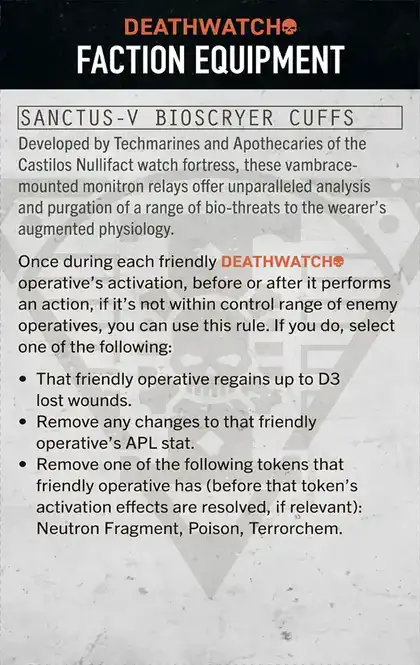 DEATHWATCH
FACTION EQUIPMENT
SANCTUS-V BIOSCRYER CUFFS
Developed by Techmarines and Apothecaries of the
Castilos Nullifact watch fortress, these vambrace-
mounted monitron relays offer unparalleled analysis
and purgation of a range of bio-threats to the wearer's
augmented physiology.
Once during each friendly DEATHWATCH
operative's activation, before or after it performs
an action, if it's not within control range of enemy
operatives, you can use this rule. If you do, select
one of the following:
• That friendly operative regains up to D3
lost wounds.
• Remove any changes to that friendly
operative's APL stat.
• Remove one of the following tokens that
friendly operative has (before that token's
activation effects are resolved, if relevant):
Neutron Fragment, Poison, Terrorchem.